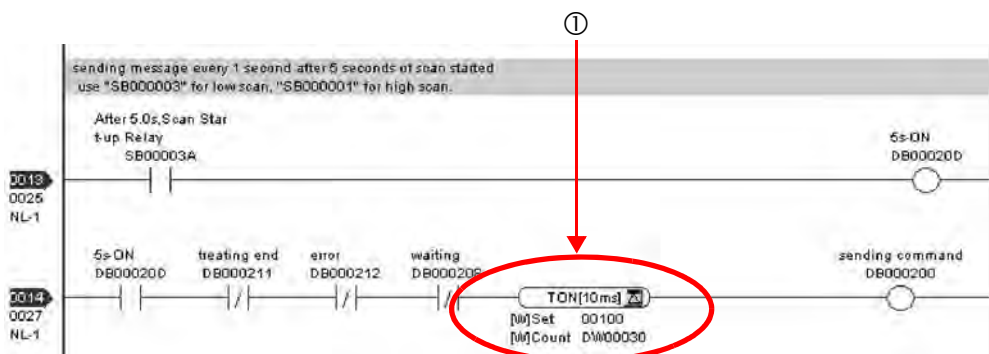 ①
sending message every 1 second after 5 seconds of scan started
use "SB000003" for low scan, "SB000001" for high scan.
After 5.0s,Scan Star
t-up Relay
SB00003A
5s-ON
DB00020D
0013
0025
NL-1
5s-ON treating end error waiting sending command
DB00020D DB000211 DB000212 DB000200
0014
TON[10ms]
0027
[W]Set 00100
NL-1
[W]Count DW00030